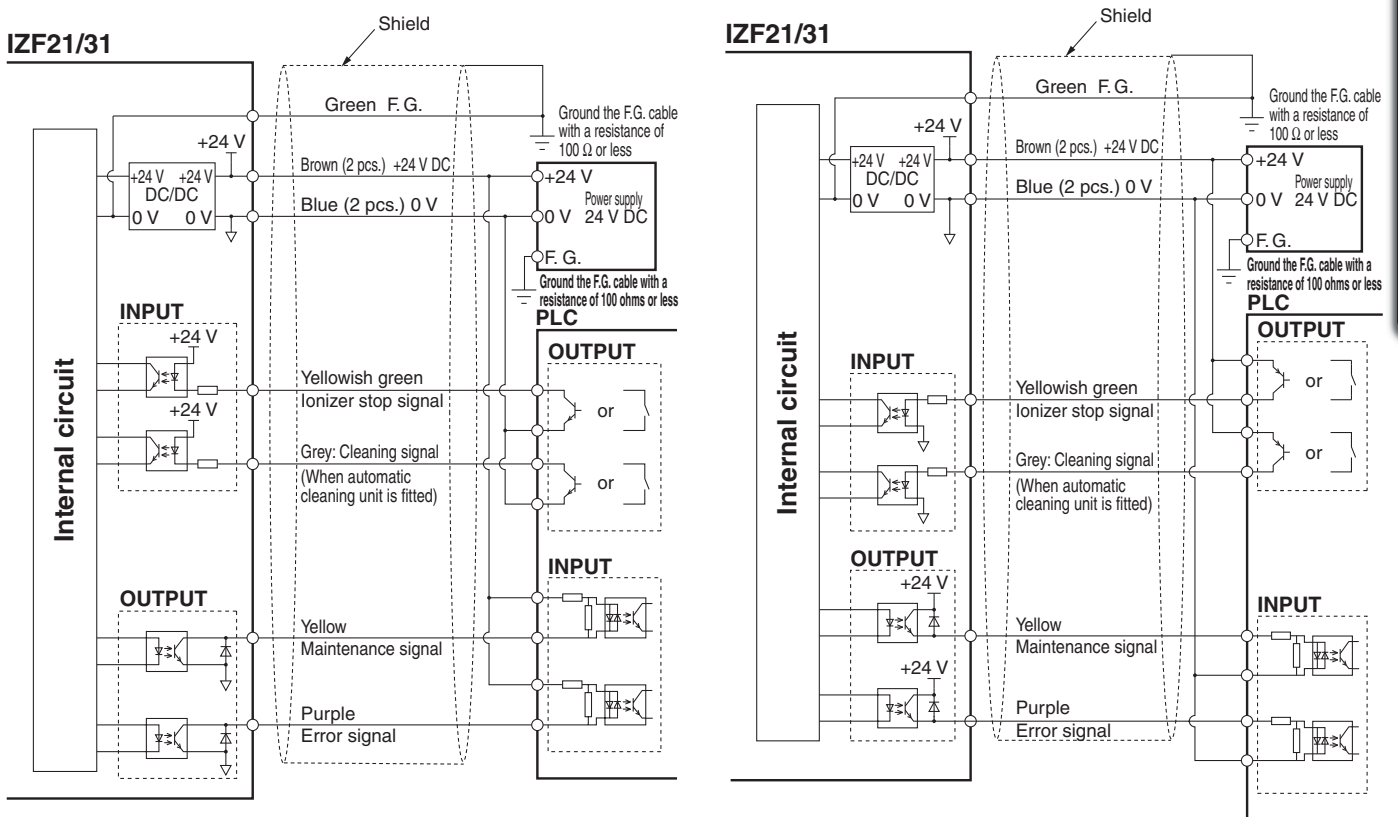 IZF21/31
Shield
Green F. G.
Ground the F.G. cable
with a resistance of
100 Ω or less
+24 V
Brown (2 pcs.) +24 V DC
+24 V +24 V
DC/DC
0 V 0 V
Blue (2 pcs.) 0 V
+24 V
Power supply
0 V 24 V DC
F. G.
Ground the F.G. cable with a
resistance of 100 ohms or less
PLC
Internal circuit
INPUT
+24 V
+24 V
Yellowish green
Ionizer stop signal
Grey: Cleaning signal
(When automatic
cleaning unit is fitted)
OUTPUT
or
or
OUTPUT
Yellow
Maintenance signal
Purple
Error signal
INPUT
IZF21/31
Shield
Green F. G.
Ground the F.G. cable
with a resistance of
100 Ω or less
+24 V
Brown (2 pcs.) +24 V DC
+24 V +24 V
DC/DC
0 V 0 V
Blue (2 pcs.) 0 V
+24 V
Power supply
0 V 24 V DC
F. G.
Ground the F.G. cable with a
resistance of 100 ohms or less
PLC
Internal circuit
INPUT
Yellowish green
Ionizer stop signal
Grey: Cleaning signal
(When automatic
cleaning unit is fitted)
OUTPUT
or
or
OUTPUT
+24 V
+24 V
Yellow
Maintenance signal
Purple
Error signal
INPUT